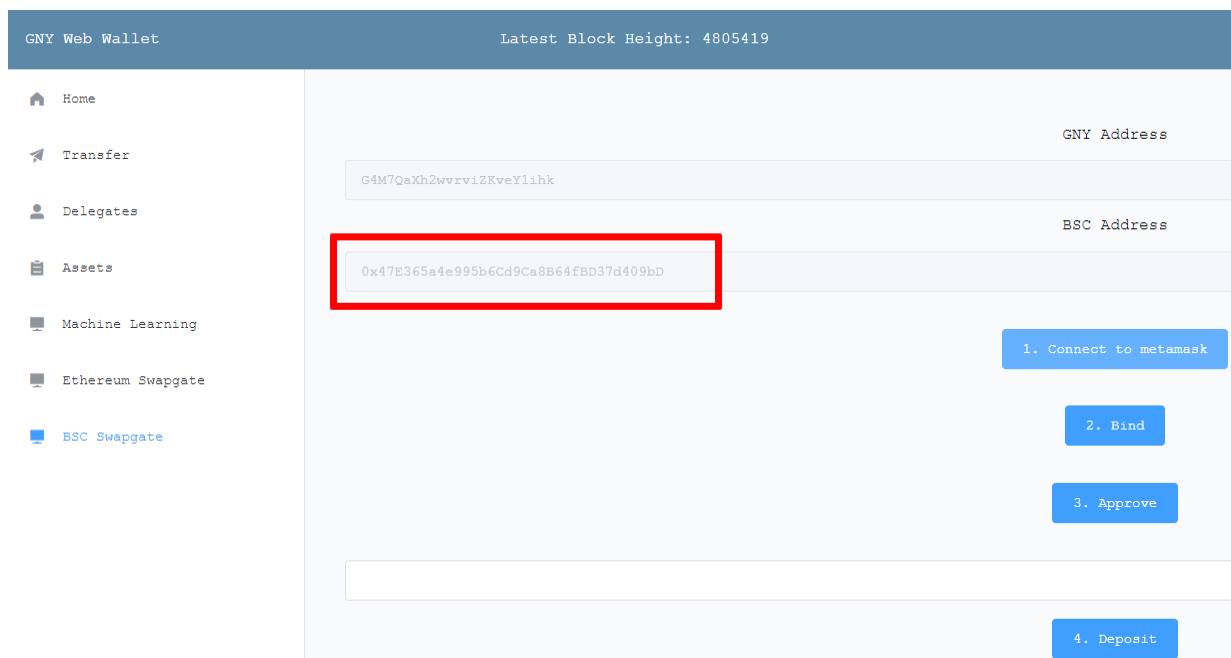 GNY Web Wallet
Latest Block Height: 4805419
Home
Transfer
Delegates
Assets
Machine Learning
Ethereum Swapgate
BSC Swapgate
GNY Address
G4M7QaXh2wvrviZKveYlihk
BSC Address
0x47E365a4e995b6Cd9Ca8B64fBD37d409bD
1. Connect to metamask
2. Bind
3. Approve
4. Deposit